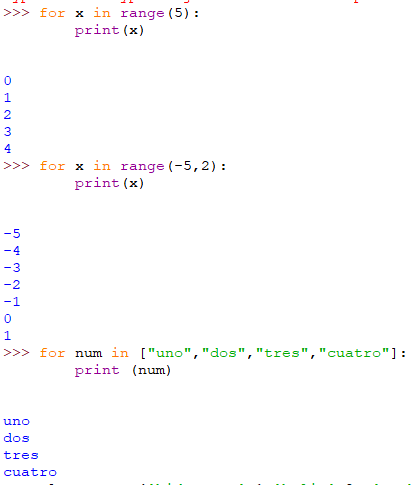 >>> for x in range(5):
        print(x)
0
1
2
3
4
>>> for x in range(-5,2):
        print(x)
-5
-4
-3
-2
-1
0
1
>>> for num in ["uno","dos","tres","cuatro"]:
        print (num)
uno
dos
tres
cuatro